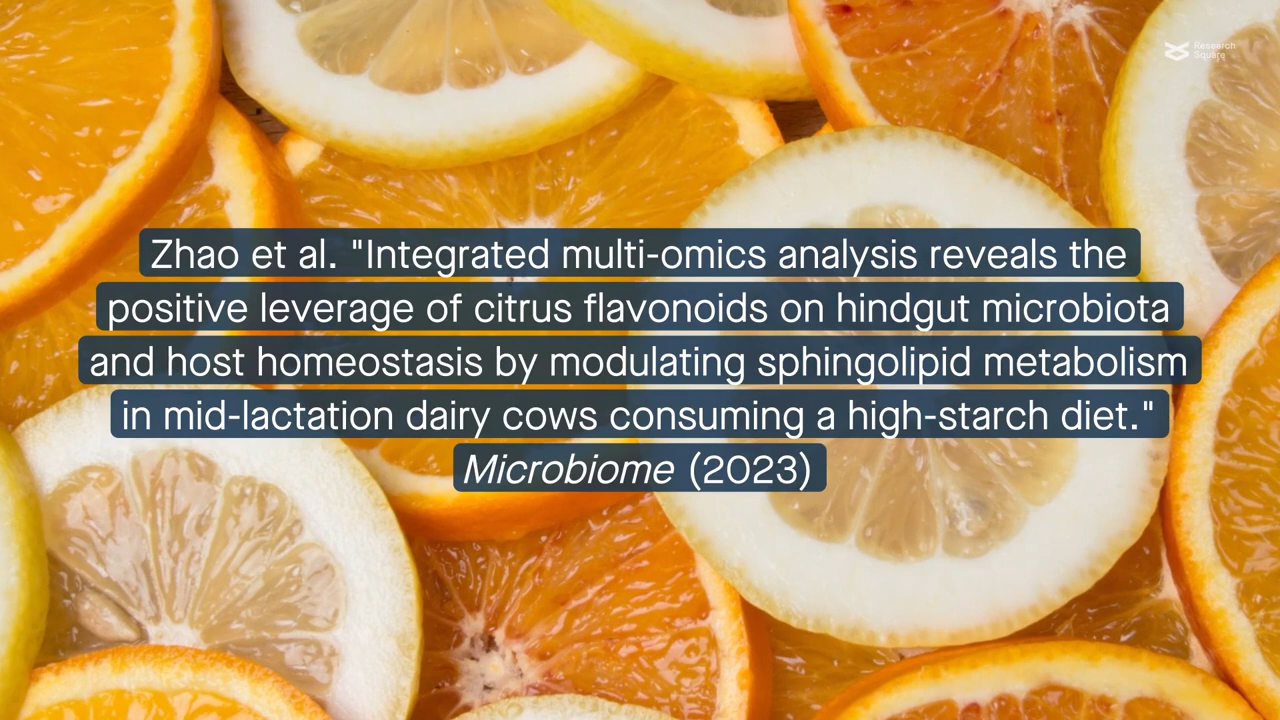 Research
Square
Zhao et al. "Integrated multi-omics analysis reveals the
positive leverage of citrus flavonoids on hindgut microbiota
and host homeostasis by modulating sphingolipid metabolism
in mid-lactation dairy cows consuming a high-starch diet."
Microbiome (2023)